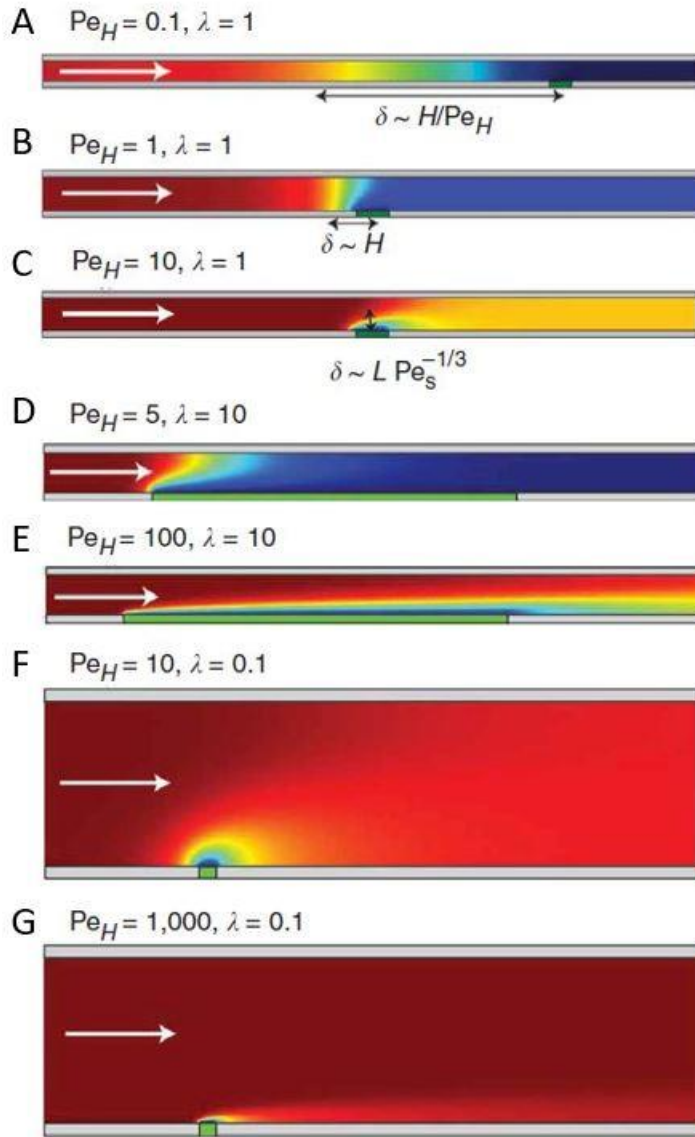 A Pe_H = 0.1, λ = 1
δ ~ H/Pe_H
B Pe_H = 1, λ = 1
δ ~ H
C Pe_H = 10, λ = 1
δ ~ L Pe_s^{-1/3}
D Pe_H = 5, λ = 10
E Pe_H = 100, λ = 10
F Pe_H = 10, λ = 0.1
G Pe_H = 1,000, λ = 0.1